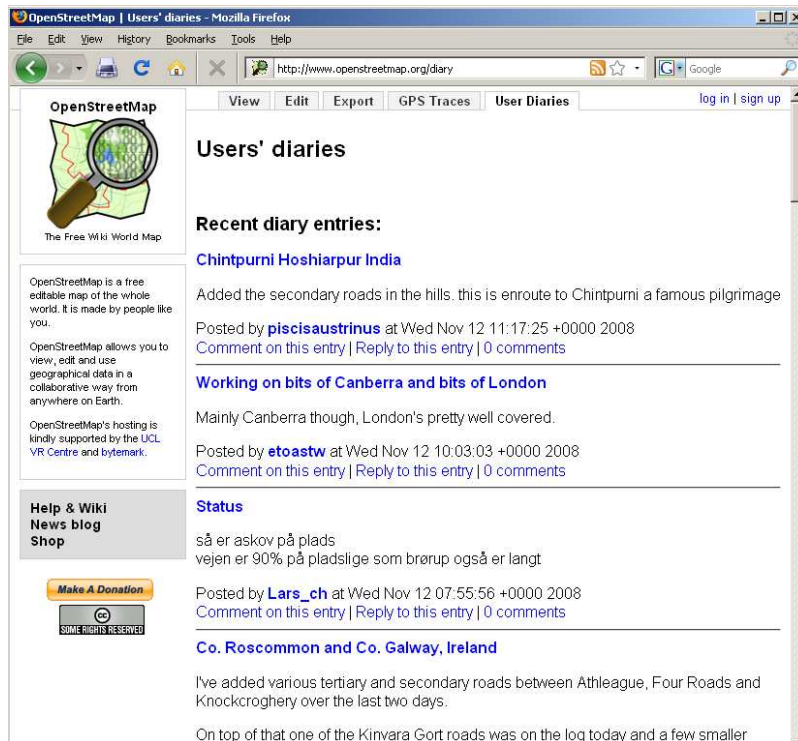 OpenStreetMap | Users' diaries - Mozilla Firefox
File Edit View History Bookmarks Tools Help
http://www.openstreetmap.org/diary
Google
OpenStreetMap
The Free Wiki World Map
View Edit Export GPS Traces User Diaries
log in | sign up
OpenStreetMap is a free
editable map of the whole
world. It is made by people like
you.
OpenStreetMap allows you to
view, edit and use
geographical data in a
collaborative way from
anywhere on Earth.
OpenStreetMap's hosting is
kindly supported by the UCL
VR Centre and bytemark.
Help & Wiki
News blog
Shop
Make A Donation
cc
SOME RIGHTS RESERVED
Users' diaries
Recent diary entries:
Chintpurni Hoshiarpur India
Added the secondary roads in the hills. this is enroute to Chintpurni a famous pilgrimage
Posted by piscisaustrinus at Wed Nov 12 11:17:25 +0000 2008
Comment on this entry | Reply to this entry | 0 comments
Working on bits of Canberra and bits of London
Mainly Canberra though, London's pretty well covered.
Posted by etoastw at Wed Nov 12 10:03:03 +0000 2008
Comment on this entry | Reply to this entry | 0 comments
Status
så er askov på plads
vejen er 90% på pladslige som brørup også er langt
Posted by Lars_ch at Wed Nov 12 07:55:56 +0000 2008
Comment on this entry | Reply to this entry | 0 comments
Co. Roscommon and Co. Galway, Ireland
I've added various tertiary and secondary roads between Athleague, Four Roads and
Knockcroghery over the last two days.
On top of that one of the Kinvara Gort roads was on the log today and a few smaller